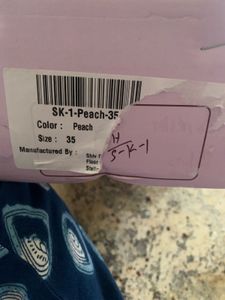 SK-1-Peach-35
Color : Peach
Size : 35
Manufactured By :
H
S-K-1